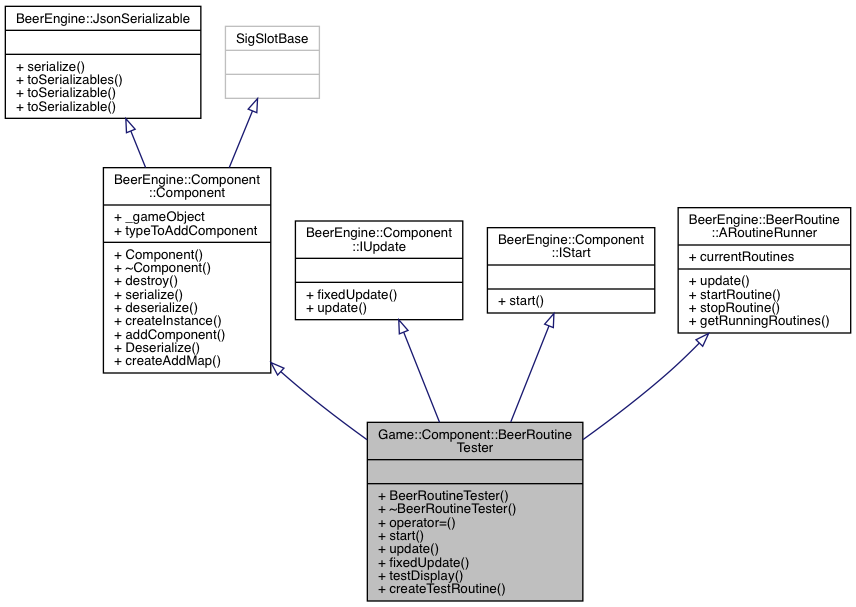 BeerEngine::JsonSerializable
+ serialize()
+ toSerializables()
+ toSerializable()
+ toSerializable()
SigSlotBase
BeerEngine::Component
::Component
+ _gameObject
+ typeToAddComponent
+ Component()
+ ~Component()
+ destroy()
+ serialize()
+ deserialize()
+ createInstance()
+ addComponent()
+ Deserialize()
+ createAddMap()
BeerEngine::Component
::IUpdate
+ fixedUpdate()
+ update()
BeerEngine::Component
::IStart
+ start()
BeerEngine::BeerRoutine
::ARoutineRunner
+ currentRoutines
+ update()
+ startRoutine()
+ stopRoutine()
+ getRunningRoutines()
Game::Component::BeerRoutine
Tester
+ BeerRoutineTester()
+ ~BeerRoutineTester()
+ operator=()
+ start()
+ update()
+ fixedUpdate()
+ testDisplay()
+ createTestRoutine()